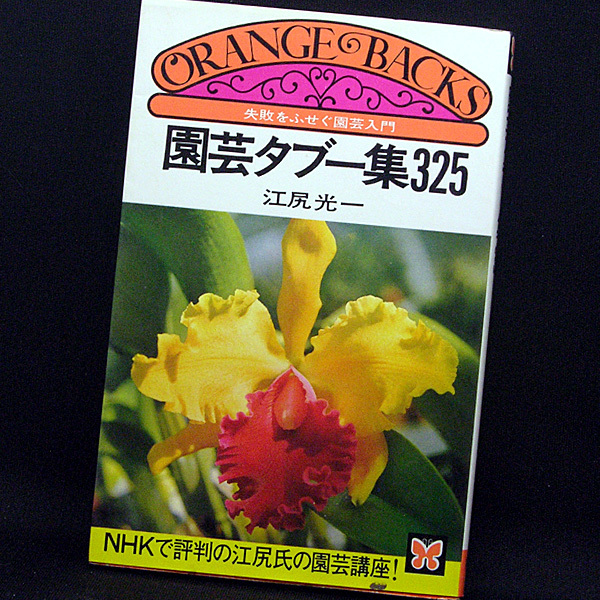 ORANGE BACKS
失敗をふせぐ園芸入門
園芸タブー集325
江尻光一
NHKで評判の江尻氏の園芸講座!